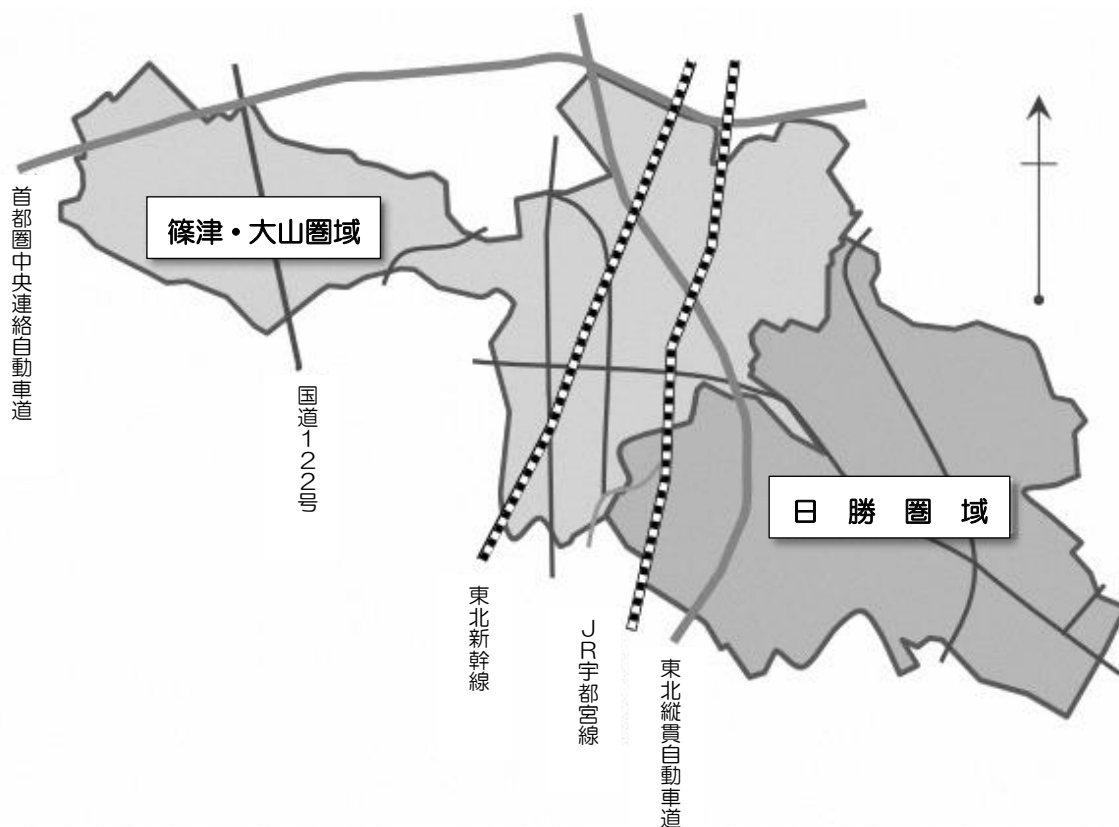 首都圏中央連絡自動車道
篠津・大山圏域
国道122号
日勝圏域
東北新幹線
JR宇都宮線
東北縦貫自動車道